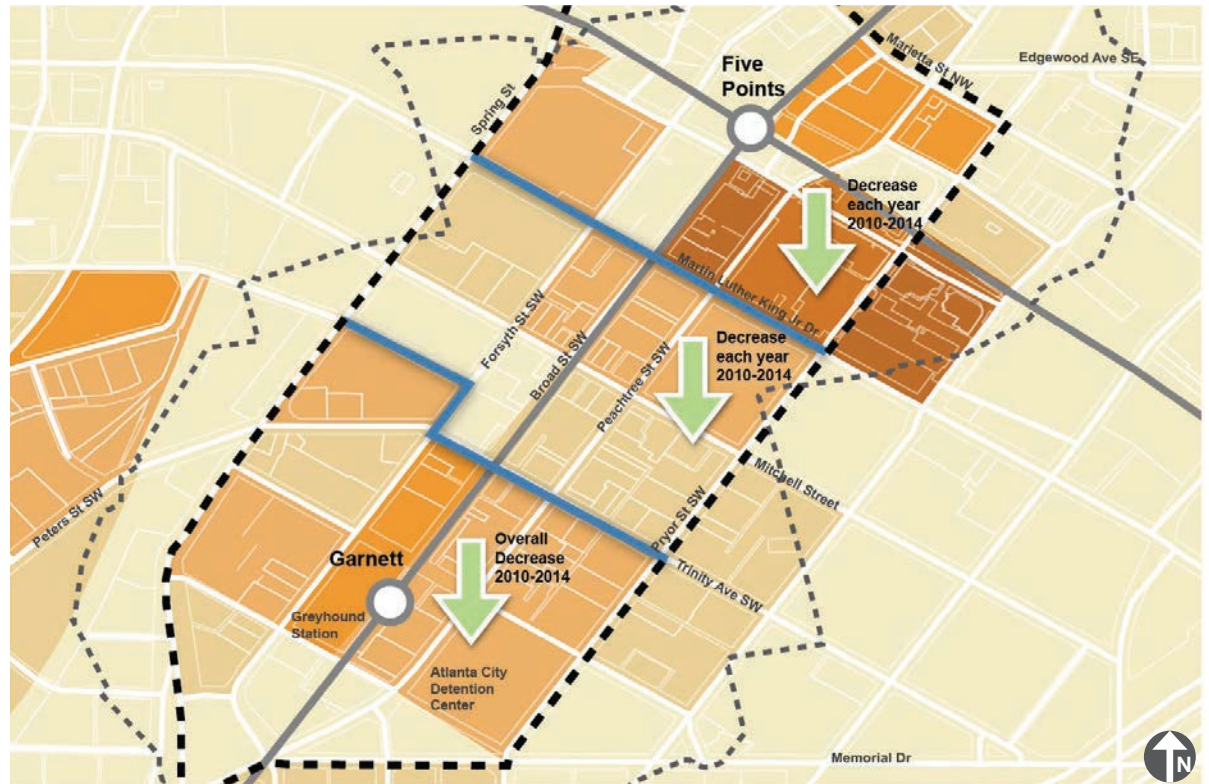 Marietta St NW
Edgewood Ave SE
Five
Points
Spring St
Decrease
each year
2010-2014
Martin Luther King Jr Dr
Forsyth St SW
Broad St SW
Peachtree St SW
Decrease
each year
2010-2014
Mitchell Street
Peters St SW
Pryor St SW
Trinity Ave SW
Overall
Decrease
2010-2014
Garnett
Greyhound
Station
Atlanta City
Detention
Center
Memorial Dr
N